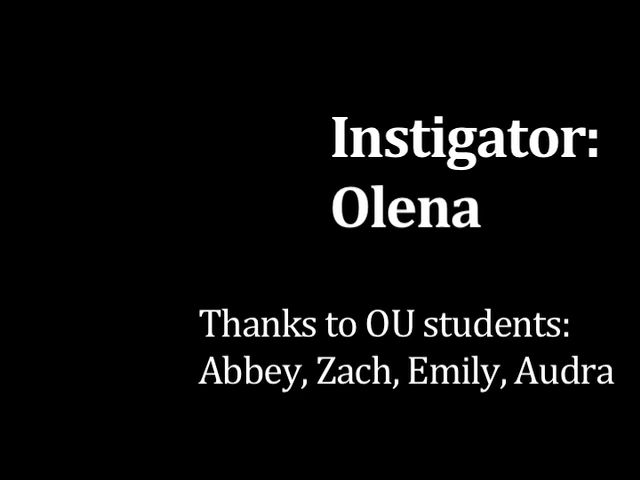 Instigator:
Olena
Thanks to OU students:
Abbey, Zach, Emily, Audra